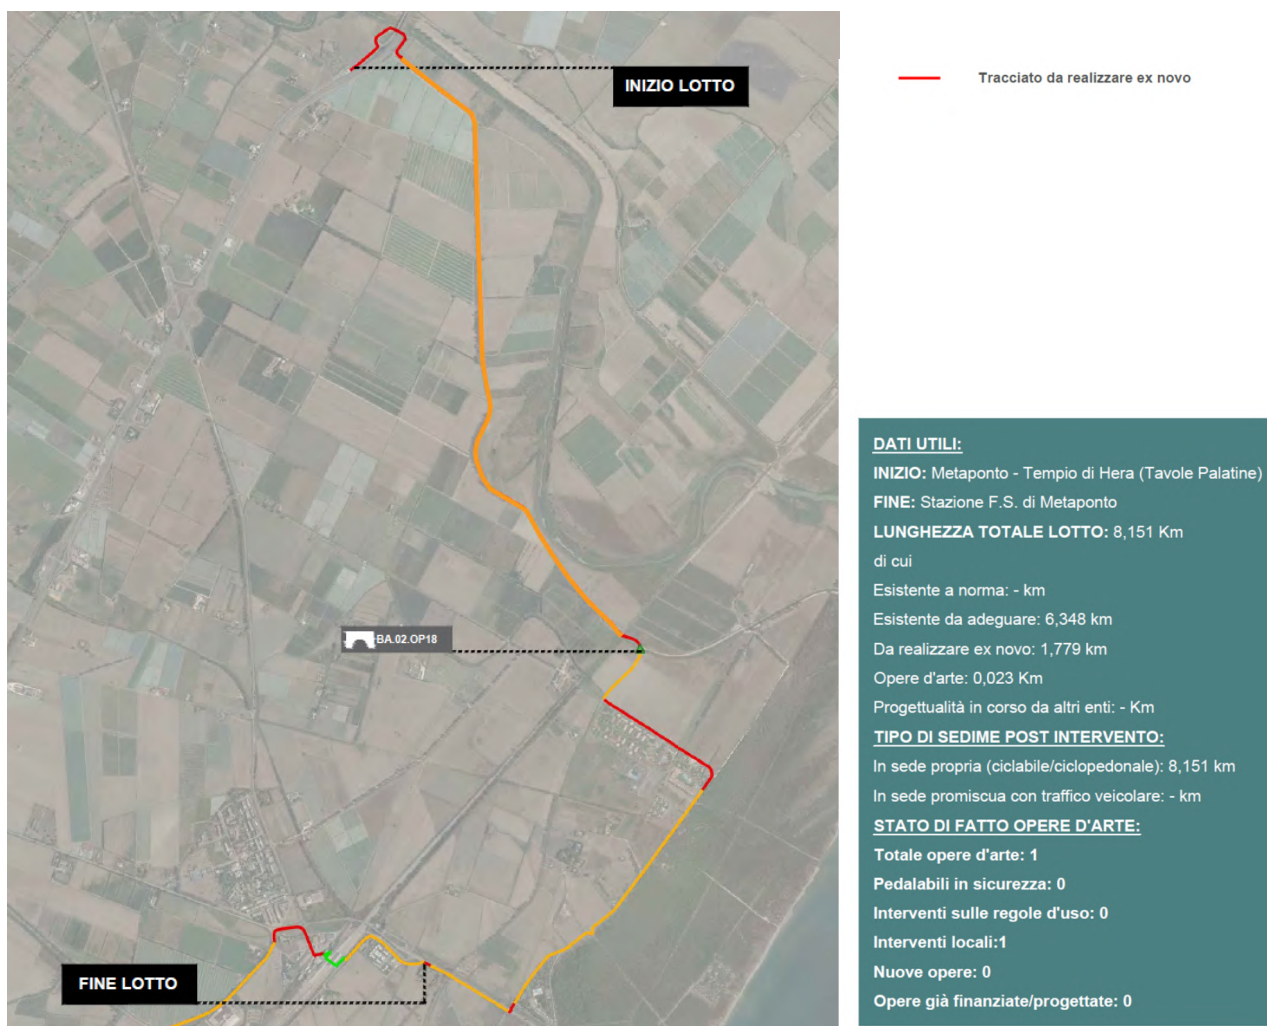 INIZIO LOTTO
Tracciato da realizzare ex novo
BA.02.OP18
FINE LOTTO
DATI UTILI:
INIZIO: Metaponto - Tempio di Hera (Tavole Palatine)
FINE: Stazione F.S. di Metaponto
LUNGHEZZA TOTALE LOTTO: 8,151 Km
di cui
Esistente a norma: - km
Esistente da adeguare: 6,348 km
Da realizzare ex novo: 1,779 km
Opere d'arte: 0,023 Km
Progettualità in corso da altri enti: - Km
TIPO DI SEDIME POST INTERVENTO:
In sede propria (ciclabile/ciclopedonale): 8,151 km
In sede promiscua con traffico veicolare: - km
STATO DI FATTO OPERE D'ARTE:
Totale opere d'arte: 1
Pedalabili in sicurezza: 0
Interventi sulle regole d'uso: 0
Interventi locali:1
Nuove opere: 0
Opere già finanziate/progettate: 0